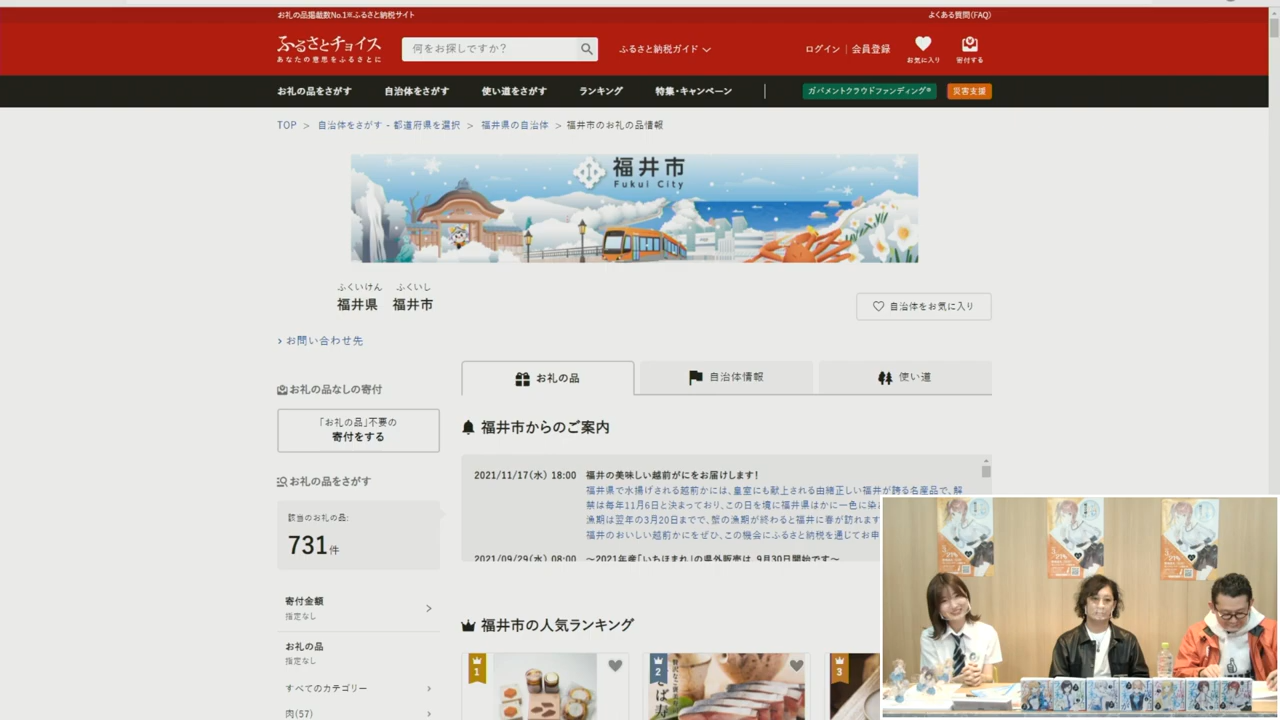 お礼の品掲載数No.1※ふるさと納税サイト
よくある質問(FAQ)
ふるさとチョイス
あなたの意思をふるさとに
何をお探しですか？
ふるさと納税ガイド
ログイン
会員登録
お気に入り
寄付する
お礼の品をさがす
自治体をさがす
使い道をさがす
ランキング
特集・キャンペーン
ガバメントクラウドファンディング®
災害支援
TOP > 自治体をさがす - 都道府県を選択 > 福井県の自治体 > 福井市のお礼の品情報
福井市
Fukui City
ふくいけん ふくいし
福井県 福井市
自治体をお気に入り
お問い合わせ先
お礼の品なしの寄付
「お礼の品」不要の
寄付をする
お礼の品をさがす
該当のお礼の品:
731件
寄付金額
指定なし
お礼の品
指定なし
すべてのカテゴリー
肉(57)
お礼の品
自治体情報
使い道
福井市からのご案内
2021/11/17(水) 18:00 福井の美味しい越前がにをお届けします！
福井県で水揚げされる越前かには、皇室にも献上される由緒正しい福井が誇る名産品で、解
禁は毎年11月6日と決まっており、この日を境に福井県はかに一色に染
漁期は翌年の3月20日までで、蟹の漁期が終わると福井に春が訪れます
福井のおいしい越前かにをぜひ、この機会にふるさと納税を通じてお申
2021/09/29(水) 08:00 ～2021年産「いちほまれ」の県外販売は、9月30日開始です～
福井市の人気ランキング
1
2
3